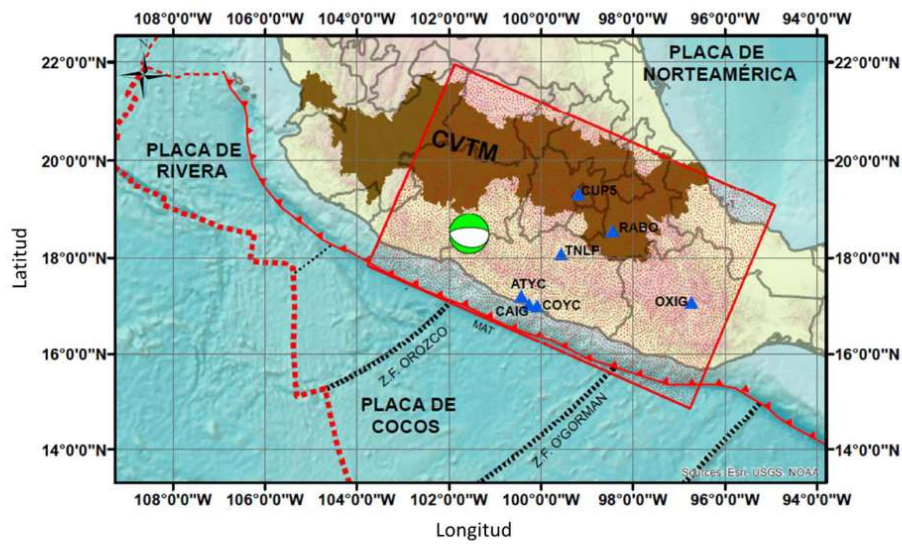 108°0'0"W 106°0'0"W 104°0'0"W 102°0'0"W 100°0'0"W 98°0'0"W 96°0'0"W 94°0'0"W
22°0'0"N
20°0'0"N
18°0'0"N
16°0'0"N
14°0'0"N
Latitud
PLACA DE
NORTEAMÉRICA
PLACA DE
RIVERA
CVTM
CUP5
RABO
TNLP
ATYC
CAIG
COYC
OXIG
MAT
Z.F. OROZCO
PLACA DE
COCOS
Z.F. O'GORMAN
Sources: Esri, USGS, NOAA
22°0'0"N
20°0'0"N
18°0'0"N
16°0'0"N
14°0'0"N
108°0'0"W 106°0'0"W 104°0'0"W 102°0'0"W 100°0'0"W 98°0'0"W 96°0'0"W 94°0'0"W
Longitud